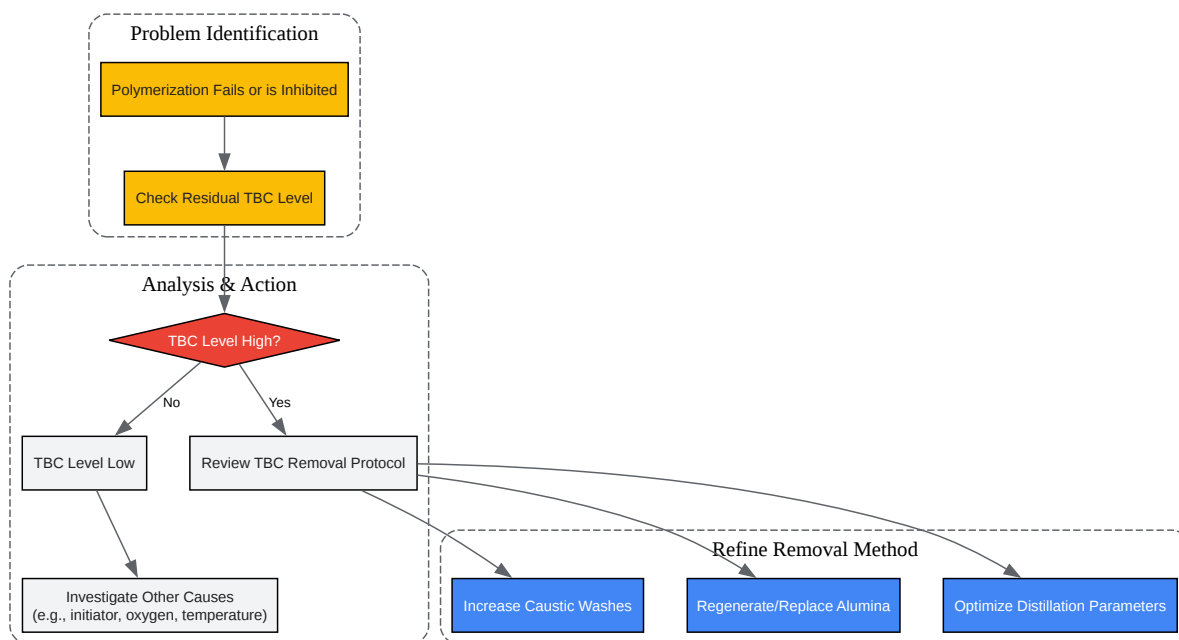 Problem Identification
Polymerization Fails or is Inhibited
Check Residual TBC Level
Analysis & Action
TBC Level High?
No
Yes
TBC Level Low
Review TBC Removal Protocol
Refine Removal Method
Investigate Other Causes
(e.g., initiator, oxygen, temperature)
Increase Caustic Washes
Regenerate/Replace Alumina
Optimize Distillation Parameters